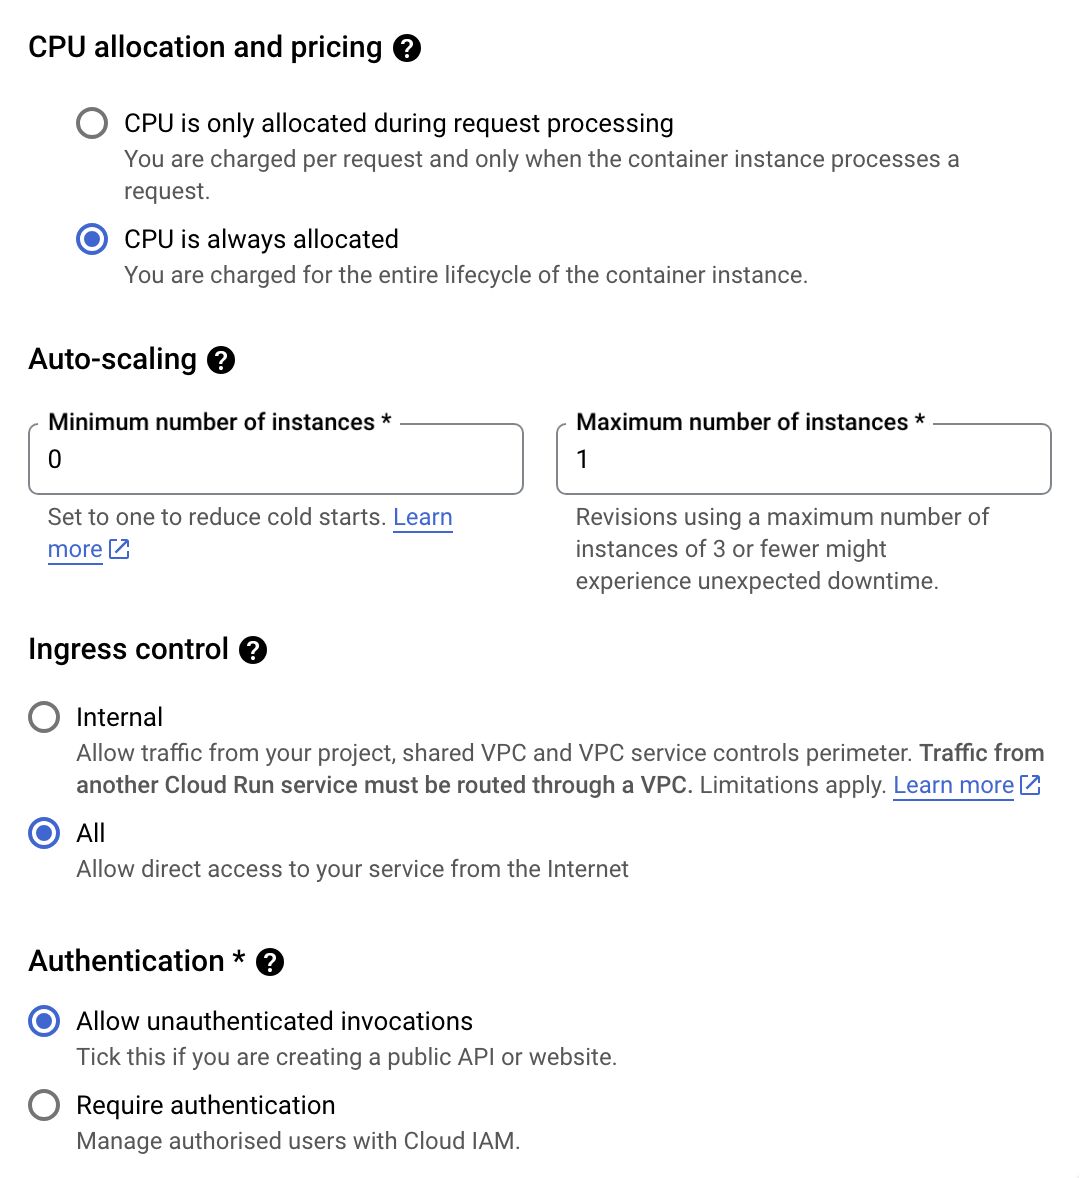 CPU allocation and pricing ?
CPU is only allocated during request processing
You are charged per request and only when the container instance processes a
request.
CPU is always allocated
You are charged for the entire lifecycle of the container instance.
Auto-scaling ?
Minimum number of instances *
0
Set to one to reduce cold starts. Learn
more
Maximum number of instances *
1
Revisions using a maximum number of
instances of 3 or fewer might
experience unexpected downtime.
Ingress control ?
Internal
Allow traffic from your project, shared VPC and VPC service controls perimeter. Traffic from
another Cloud Run service must be routed through a VPC. Limitations apply. Learn more
All
Allow direct access to your service from the Internet
Authentication * ?
Allow unauthenticated invocations
Tick this if you are creating a public API or website.
Require authentication
Manage authorised users with Cloud IAM.